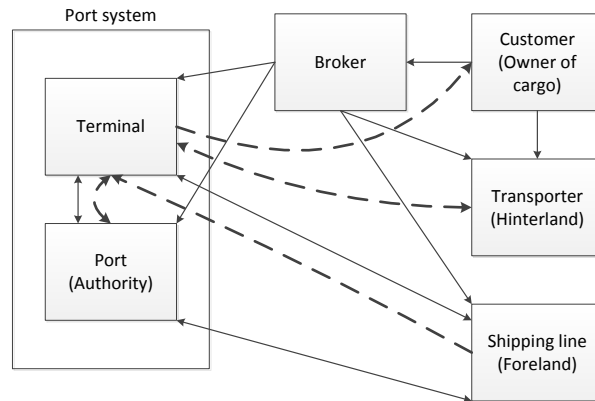 Port system
Terminal
Port
(Authority)
Broker
Customer
(Owner of
cargo)
Transporter
(Hinterland)
Shipping line
(Foreland)